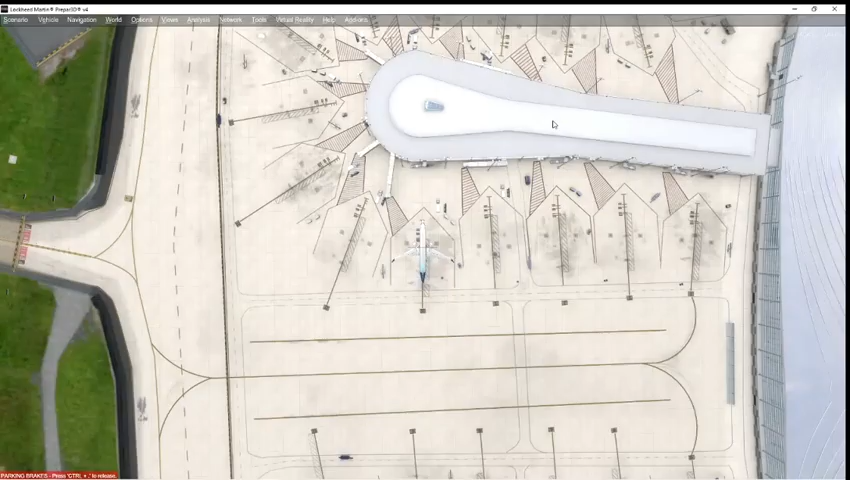 Lockheed Martin® Prepar3D® v4
Scenario Vehicle Navigation World Options Views Analysis Network Tools Virtual Reality Help Add-ons
PARKING BRAKES - Press 'CTRL + .' to release.